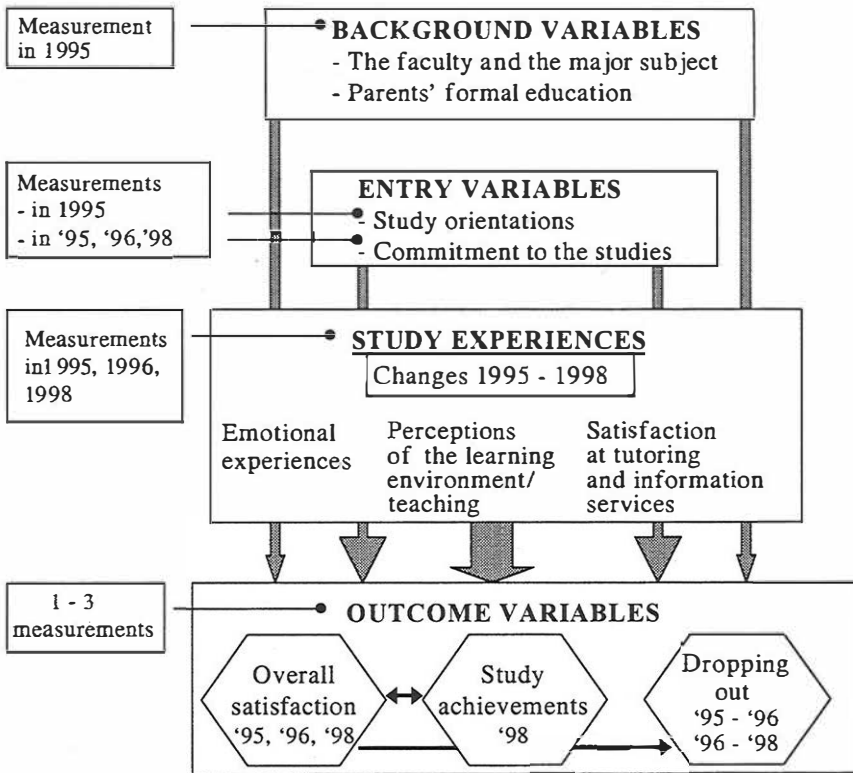 Measurement
in 1995
BACKGROUND VARIABLES
- The faculty and the major subject
- Parents' formal education
Measurements
- in 1995
- in ‘95, ‘96,’98
ENTRY VARIABLES
- Study orientations
- Commitment to the studies
Measurements
in1 995, 1996,
1998
STUDY EXPERIENCES
Changes 1995 - 1998
Emotional
experiences
Perceptions
of the learning
environment/
teaching
Satisfaction
at tutoring
and information
services
1 - 3
measurements
OUTCOME VARIABLES
Overall
satisfaction
‘95, ‘96, ‘98
Study
achievements
‘98
Dropping
out
‘95 - ‘96
‘96 - ‘98